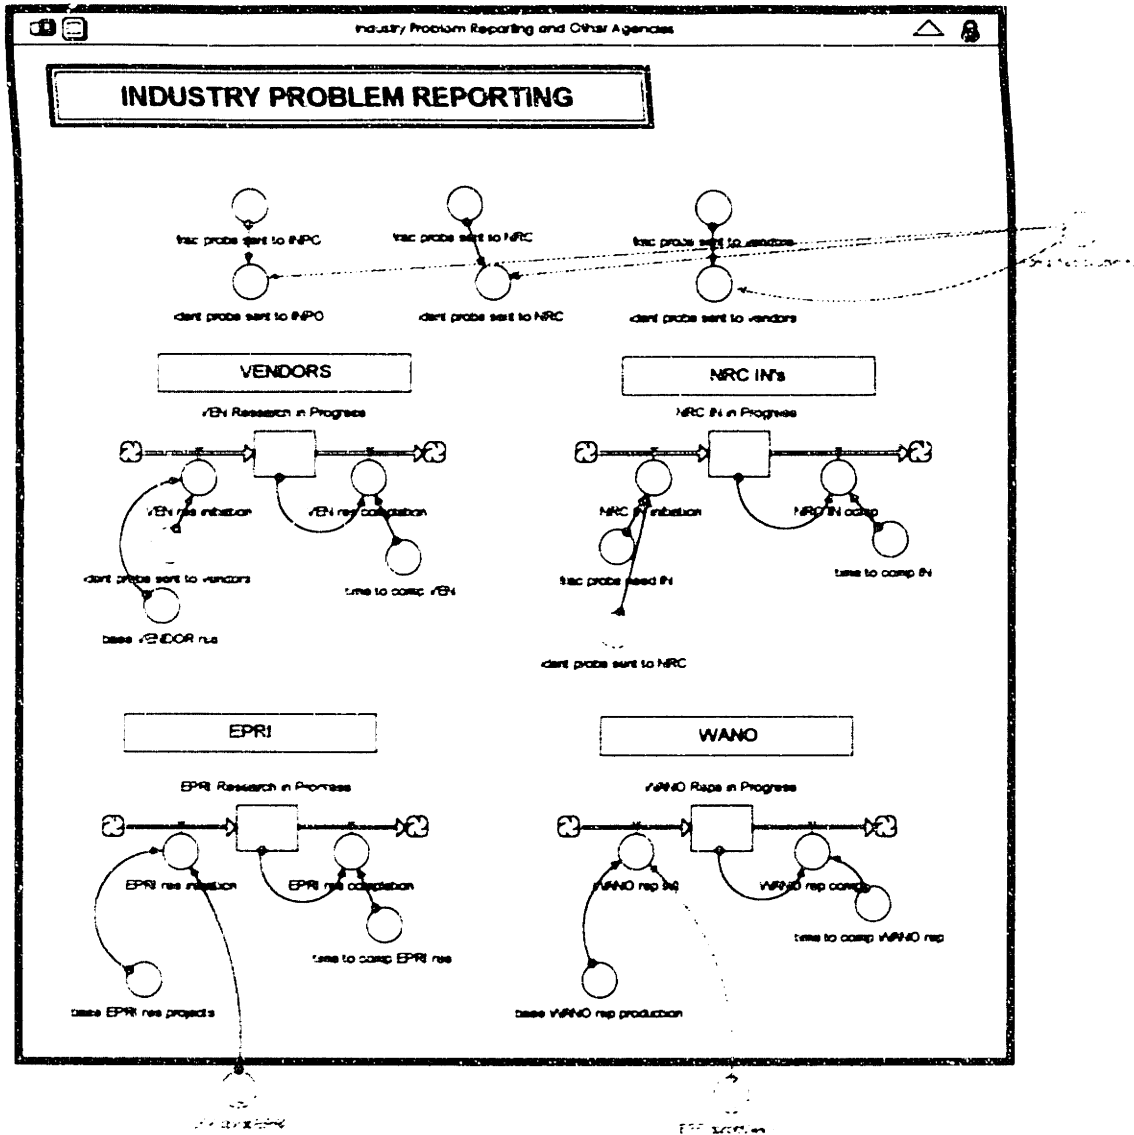 Industry Problem Reporting and Other Agencies
INDUSTRY PROBLEM REPORTING
frac probs sent to INPO
frac probs sent to NRC
frac probs sent to vendors
ident probs sent to INPO
ident probs sent to NRC
ident probs sent to vendors
VENDORS
NRC IN's
VEN Research in Progress
NRC IN in Progress
VEN res initiation
VEN res completion
NRC IN initiation
NRC IN comp
ident probs sent to vendors
time to comp VEN
frac probs need IN
time to comp IN
base VENDOR res
ident probs sent to NRC
EPRI
WANO
EPRI Research in Progress
WANO Reps in Progress
EPRI res initiation
EPRI res completion
WANO rep init
WANO rep comp
time to comp EPRI res
time to comp WANO rep
base EPRI res projects
base WANO rep production